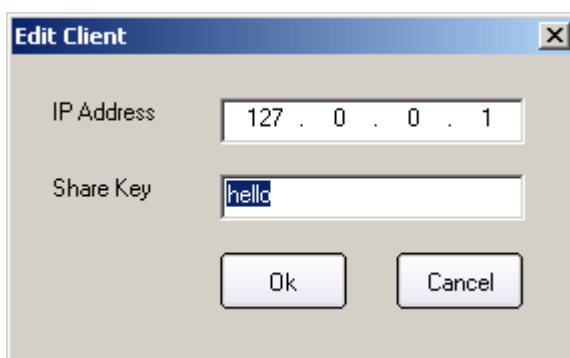 Edit Client
IP Address 127 . 0 . 0 . 1
Share Key hello
Ok Cancel